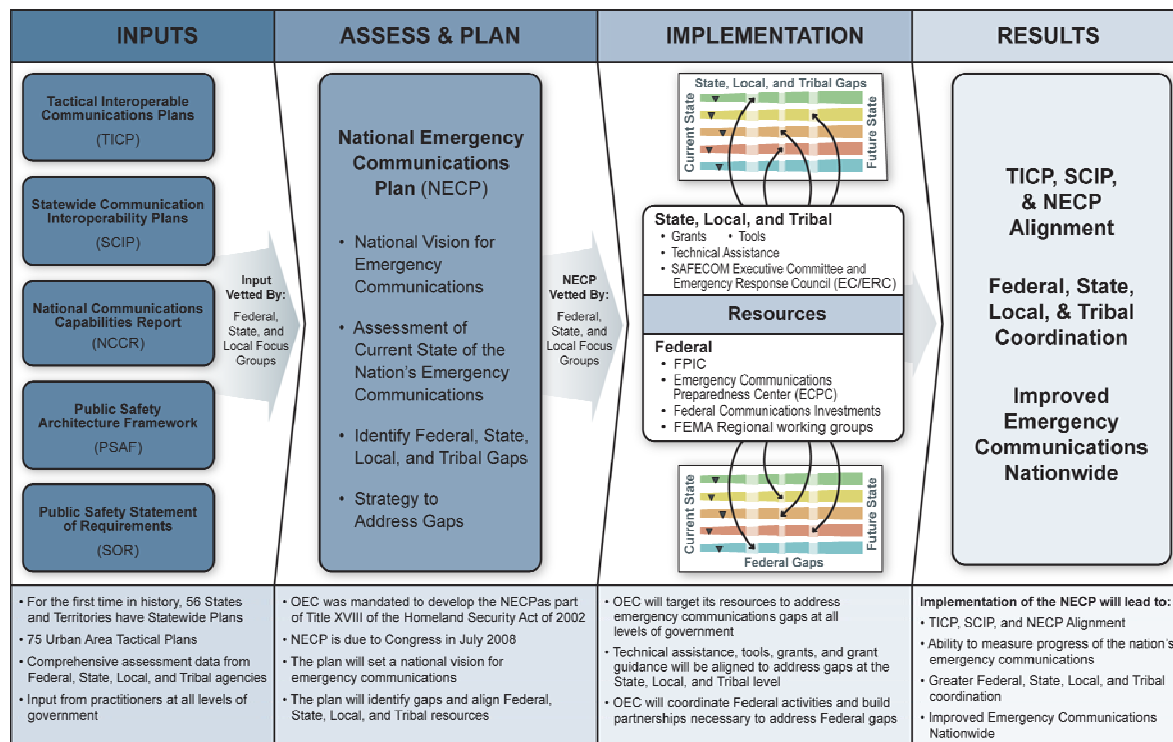 INPUTS
ASSESS & PLAN
IMPLEMENTATION
RESULTS
Tactical Interoperable
Communications Plans
(TICP)
Statewide Communication
Interoperability Plans
(SCIP)
National Communications
Capabilities Report
(NCCR)
Public Safety
Architecture Framework
(PSAF)
Public Safety Statement
of Requirements
(SOR)
Input
Vetted By:
Federal,
State, and
Local Focus
Groups
National Emergency
Communications
Plan (NECP)
• National Vision for
Emergency
Communications
• Assessment of
Current State of the
Nation's Emergency
Communications
• Identify Federal, State,
Local, and Tribal Gaps
• Strategy to
Address Gaps
NECP
Vetted By:
Federal,
State, and
Local Focus
Groups
State, Local, and Tribal Gaps
Current State
Future State
State, Local, and Tribal
• Grants • Tools
• Technical Assistance
• SAFECOM Executive Committee and
Emergency Response Council (EC/ERC)
Resources
Federal
• FPIC
• Emergency Communications
Preparedness Center (ECPC)
• Federal Communications Investments
• FEMA Regional working groups
Current State
Future State
Federal Gaps
TICP, SCIP,
& NECP
Alignment
Federal, State,
Local, & Tribal
Coordination
Improved
Emergency
Communications
Nationwide
• For the first time in history, 56 States
and Territories have Statewide Plans
• 75 Urban Area Tactical Plans
• Comprehensive assessment data from
Federal, State, Local, and Tribal agencies
• Input from practitioners at all levels of
government
• OEC was mandated to develop the NECPas part
of Title XVIII of the Homeland Security Act of 2002
• NECP is due to Congress in July 2008
• The plan will set a national vision for
emergency communications
• The plan will identify gaps and align Federal,
State, Local, and Tribal resources
• OEC will target its resources to address
emergency communications gaps at all
levels of government
• Technical assistance, tools, grants, and grant
guidance will be aligned to address gaps at the
State, Local, and Tribal level
• OEC will coordinate Federal activities and build
partnerships necessary to address Federal gaps
Implementation of the NECP will lead to:
• TICP, SCIP, and NECP Alignment
• Ability to measure progress of the nation's
emergency communications
• Greater Federal, State, Local, and Tribal
coordination
• Improved Emergency Communications
Nationwide